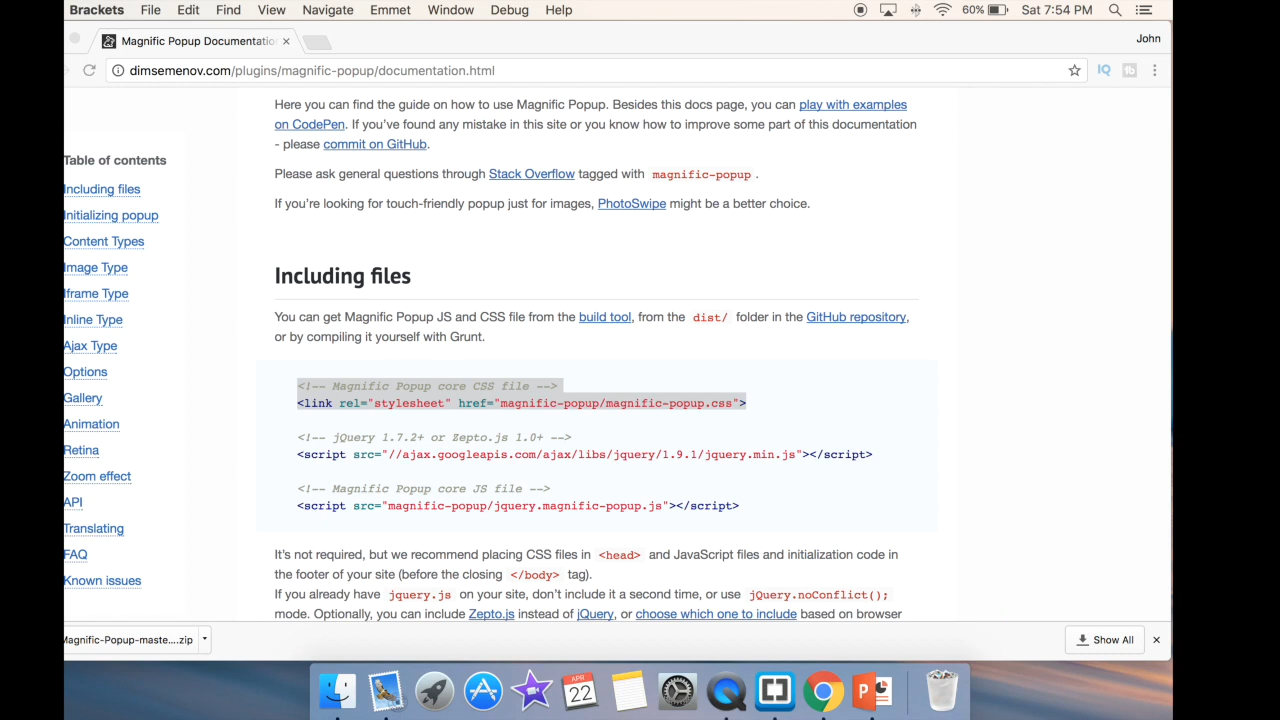 Brackets File Edit Find View Navigate Emmet Window Debug Help 60% Sat 7:54 PM
Magnific Popup Documentatio John
dimsemenov.com/plugins/magnific-popup/documentation.html IQ tb
Here you can find the guide on how to use Magnific Popup. Besides this docs page, you can play with examples
on CodePen. If you've found any mistake in this site or you know how to improve some part of this documentation
- please commit on GitHub.
Please ask general questions through Stack Overflow tagged with magnific-popup .
If you're looking for touch-friendly popup just for images, PhotoSwipe might be a better choice.
Table of contents
Including files
Initializing popup
Content Types
Image Type
Iframe Type
Inline Type
Ajax Type
Options
Gallery
Animation
Retina
Zoom effect
API
Translating
FAQ
Known issues
Including files
You can get Magnific Popup JS and CSS file from the build tool, from the dist/ folder in the GitHub repository,
or by compiling it yourself with Grunt.
<!-- Magnific Popup core CSS file -->
<link rel="stylesheet" href="magnific-popup/magnific-popup.css">
<!-- jQuery 1.7.2+ or Zepto.js 1.0+ -->
<script src="//ajax.googleapis.com/ajax/libs/jquery/1.9.1/jquery.min.js"></script>
<!-- Magnific Popup core JS file -->
<script src="magnific-popup/jquery.magnific-popup.js"></script>
It's not required, but we recommend placing CSS files in <head> and JavaScript files and initialization code in
the footer of your site (before the closing </body> tag).
If you already have jquery.js on your site, don't include it a second time, or use jQuery.noConflict();
mode. Optionally, you can include Zepto.js instead of jQuery, or choose which one to include based on browser
Magnific-Popup-maste....zip Show All
APR
22
P